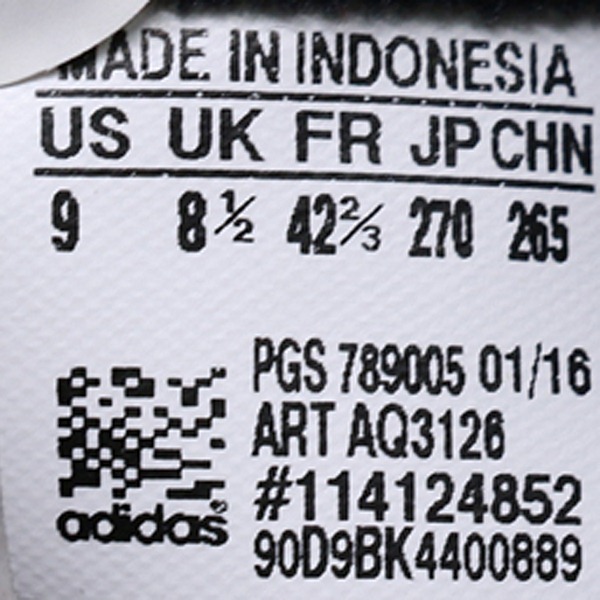 MADE IN INDONESIA
US UK FR JP CHN
9 8½ 42⅔ 270 265
PGS 789005 01/16
ART AQ3126
#114124852
adidas
90D9BK4400889